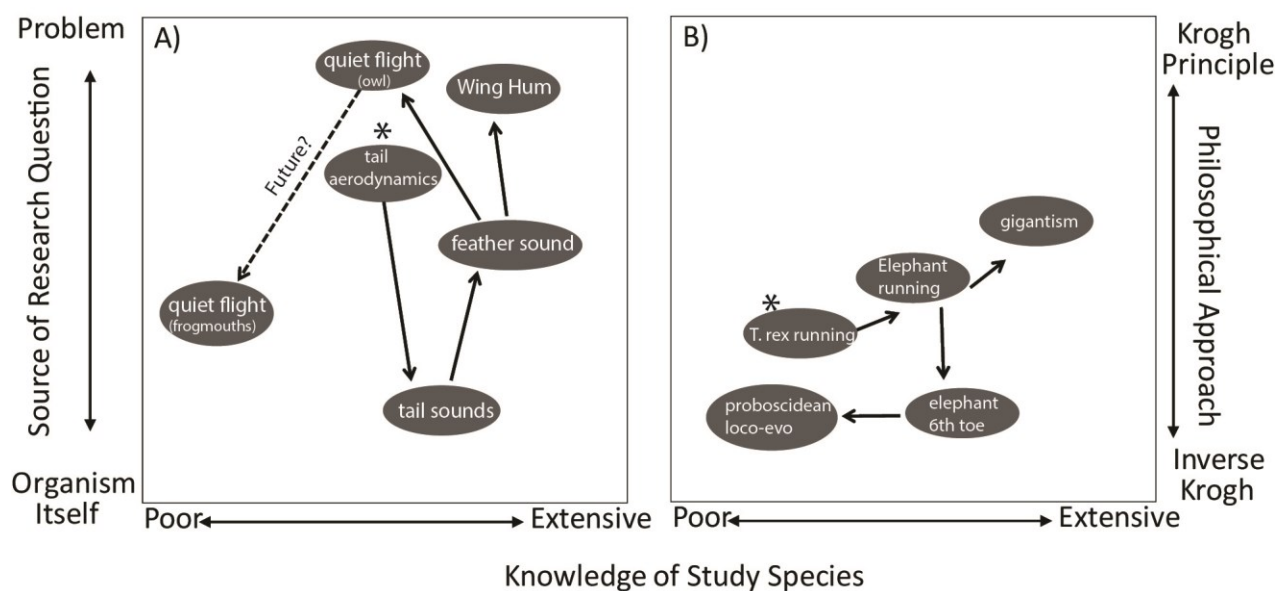 Problem
Source of Research Question
Organism
Itself
A)
quiet flight
(owl)
Wing Hum
*
tail
aerodynamics
Future?
feather sound
quiet flight
(frogmouths)
tail sounds
Poor
Extensive
B)
gigantism
Elephant
running
*
T. rex running
proboscidean
loco-evo
elephant
6th toe
Poor
Extensive
Krogh
Principle
Philosophical Approach
Inverse
Krogh
Knowledge of Study Species